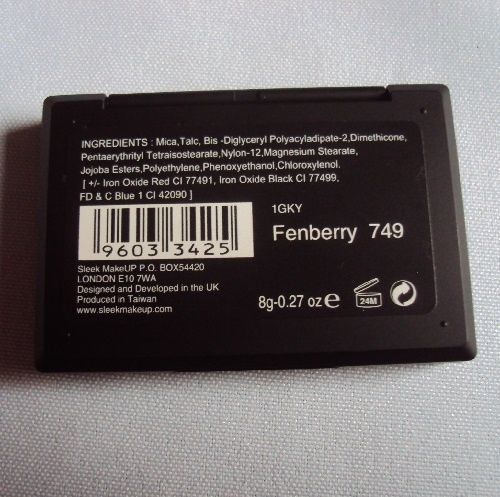 INGREDIENTS : Mica,Talc, Bis -Diglyceryl Polyacyladipate-2,Dimethicone,
Pentaerythrityl Tetraisostearate,Nylon-12,Magnesium Stearate,
Jojoba Esters,Polyethylene,Phenoxyethanol,Chloroxylenol.
[ +/- Iron Oxide Red CI 77491, Iron Oxide Black CI 77499.
FD & C Blue 1 CI 42090 ]
9603 3425
1GKY
Fenberry 749
Sleek MakeUP P.O. BOX54420
LONDON E10 7WA
Designed and Developed in the UK
Produced in Taiwan
www.sleekmakeup.com
8g-0.27 oz e
24M